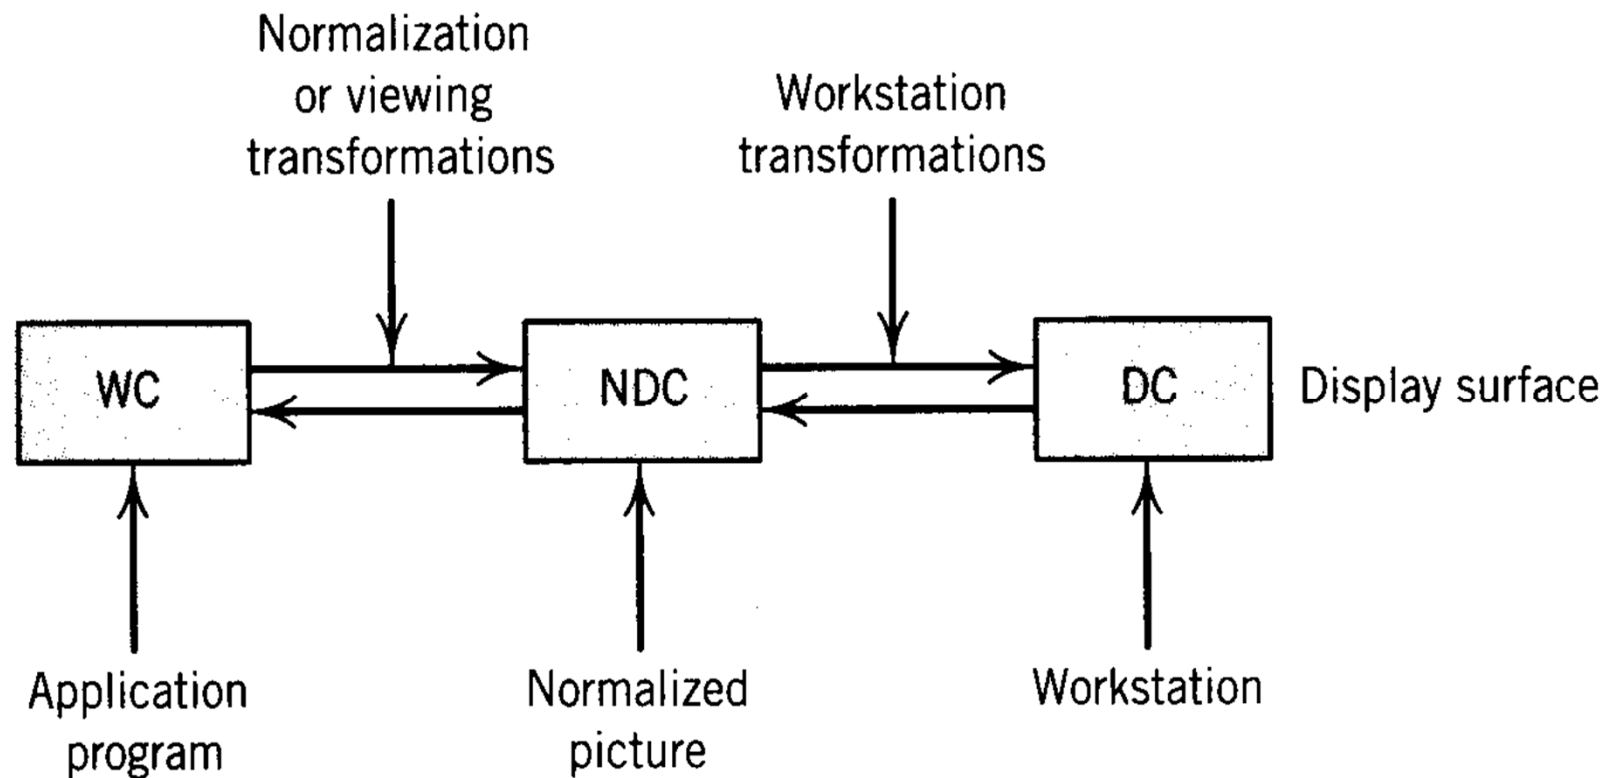 Normalization
or viewing
transformations
Workstation
transformations
WC
NDC
DC
Display surface
Application
program
Normalized
picture
Workstation